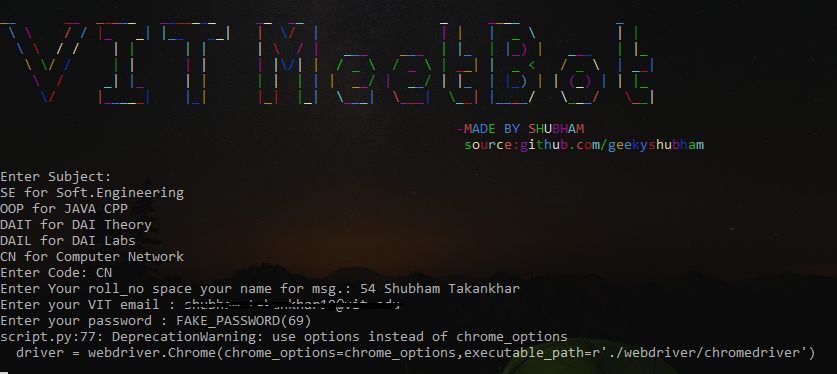 VIT MeetBot
-MADE BY SHUBHAM
source:github.com/geekyshubham
Enter Subject:
SE for Soft.Engineering
OOP for JAVA CPP
DAIT for DAI Theory
DAIL for DAI Labs
CN for Computer Network
Enter Code: CN
Enter Your roll_no space your name for msg.: 54 Shubham Takankhar
Enter your VIT email :
Enter your password : FAKE_PASSWORD(69)
script.py:77: DeprecationWarning: use options instead of chrome_options
driver = webdriver.Chrome(chrome_options=chrome_options,executable_path=r'./webdriver/chromedriver')